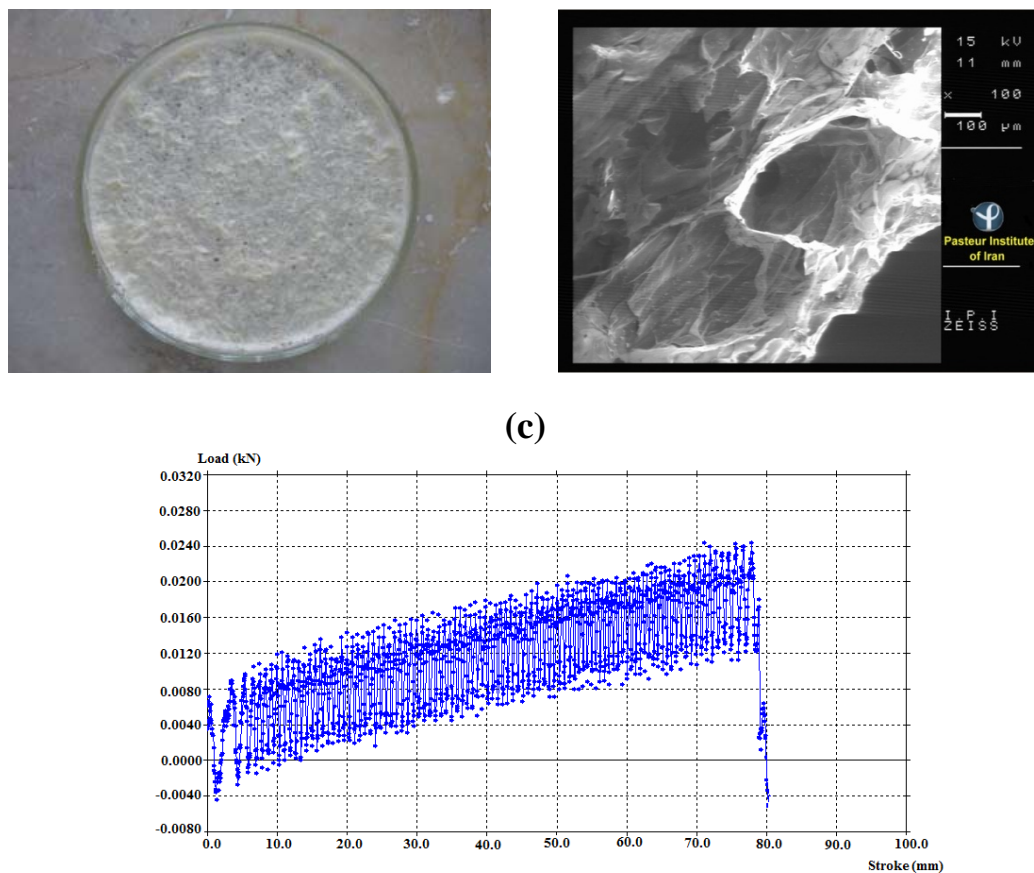 15 kV
11 mm
x 100
100 µm
Pasteur Institute
of Iran
I.P.I
ZEISS
(c)
Load (kN)
0.0320
0.0280
0.0240
0.0200
0.0160
0.0120
0.0080
0.0040
0.0000
-0.0040
-0.0080
0.0 10.0 20.0 30.0 40.0 50.0 60.0 70.0 80.0 90.0 100.0
Stroke (mm)